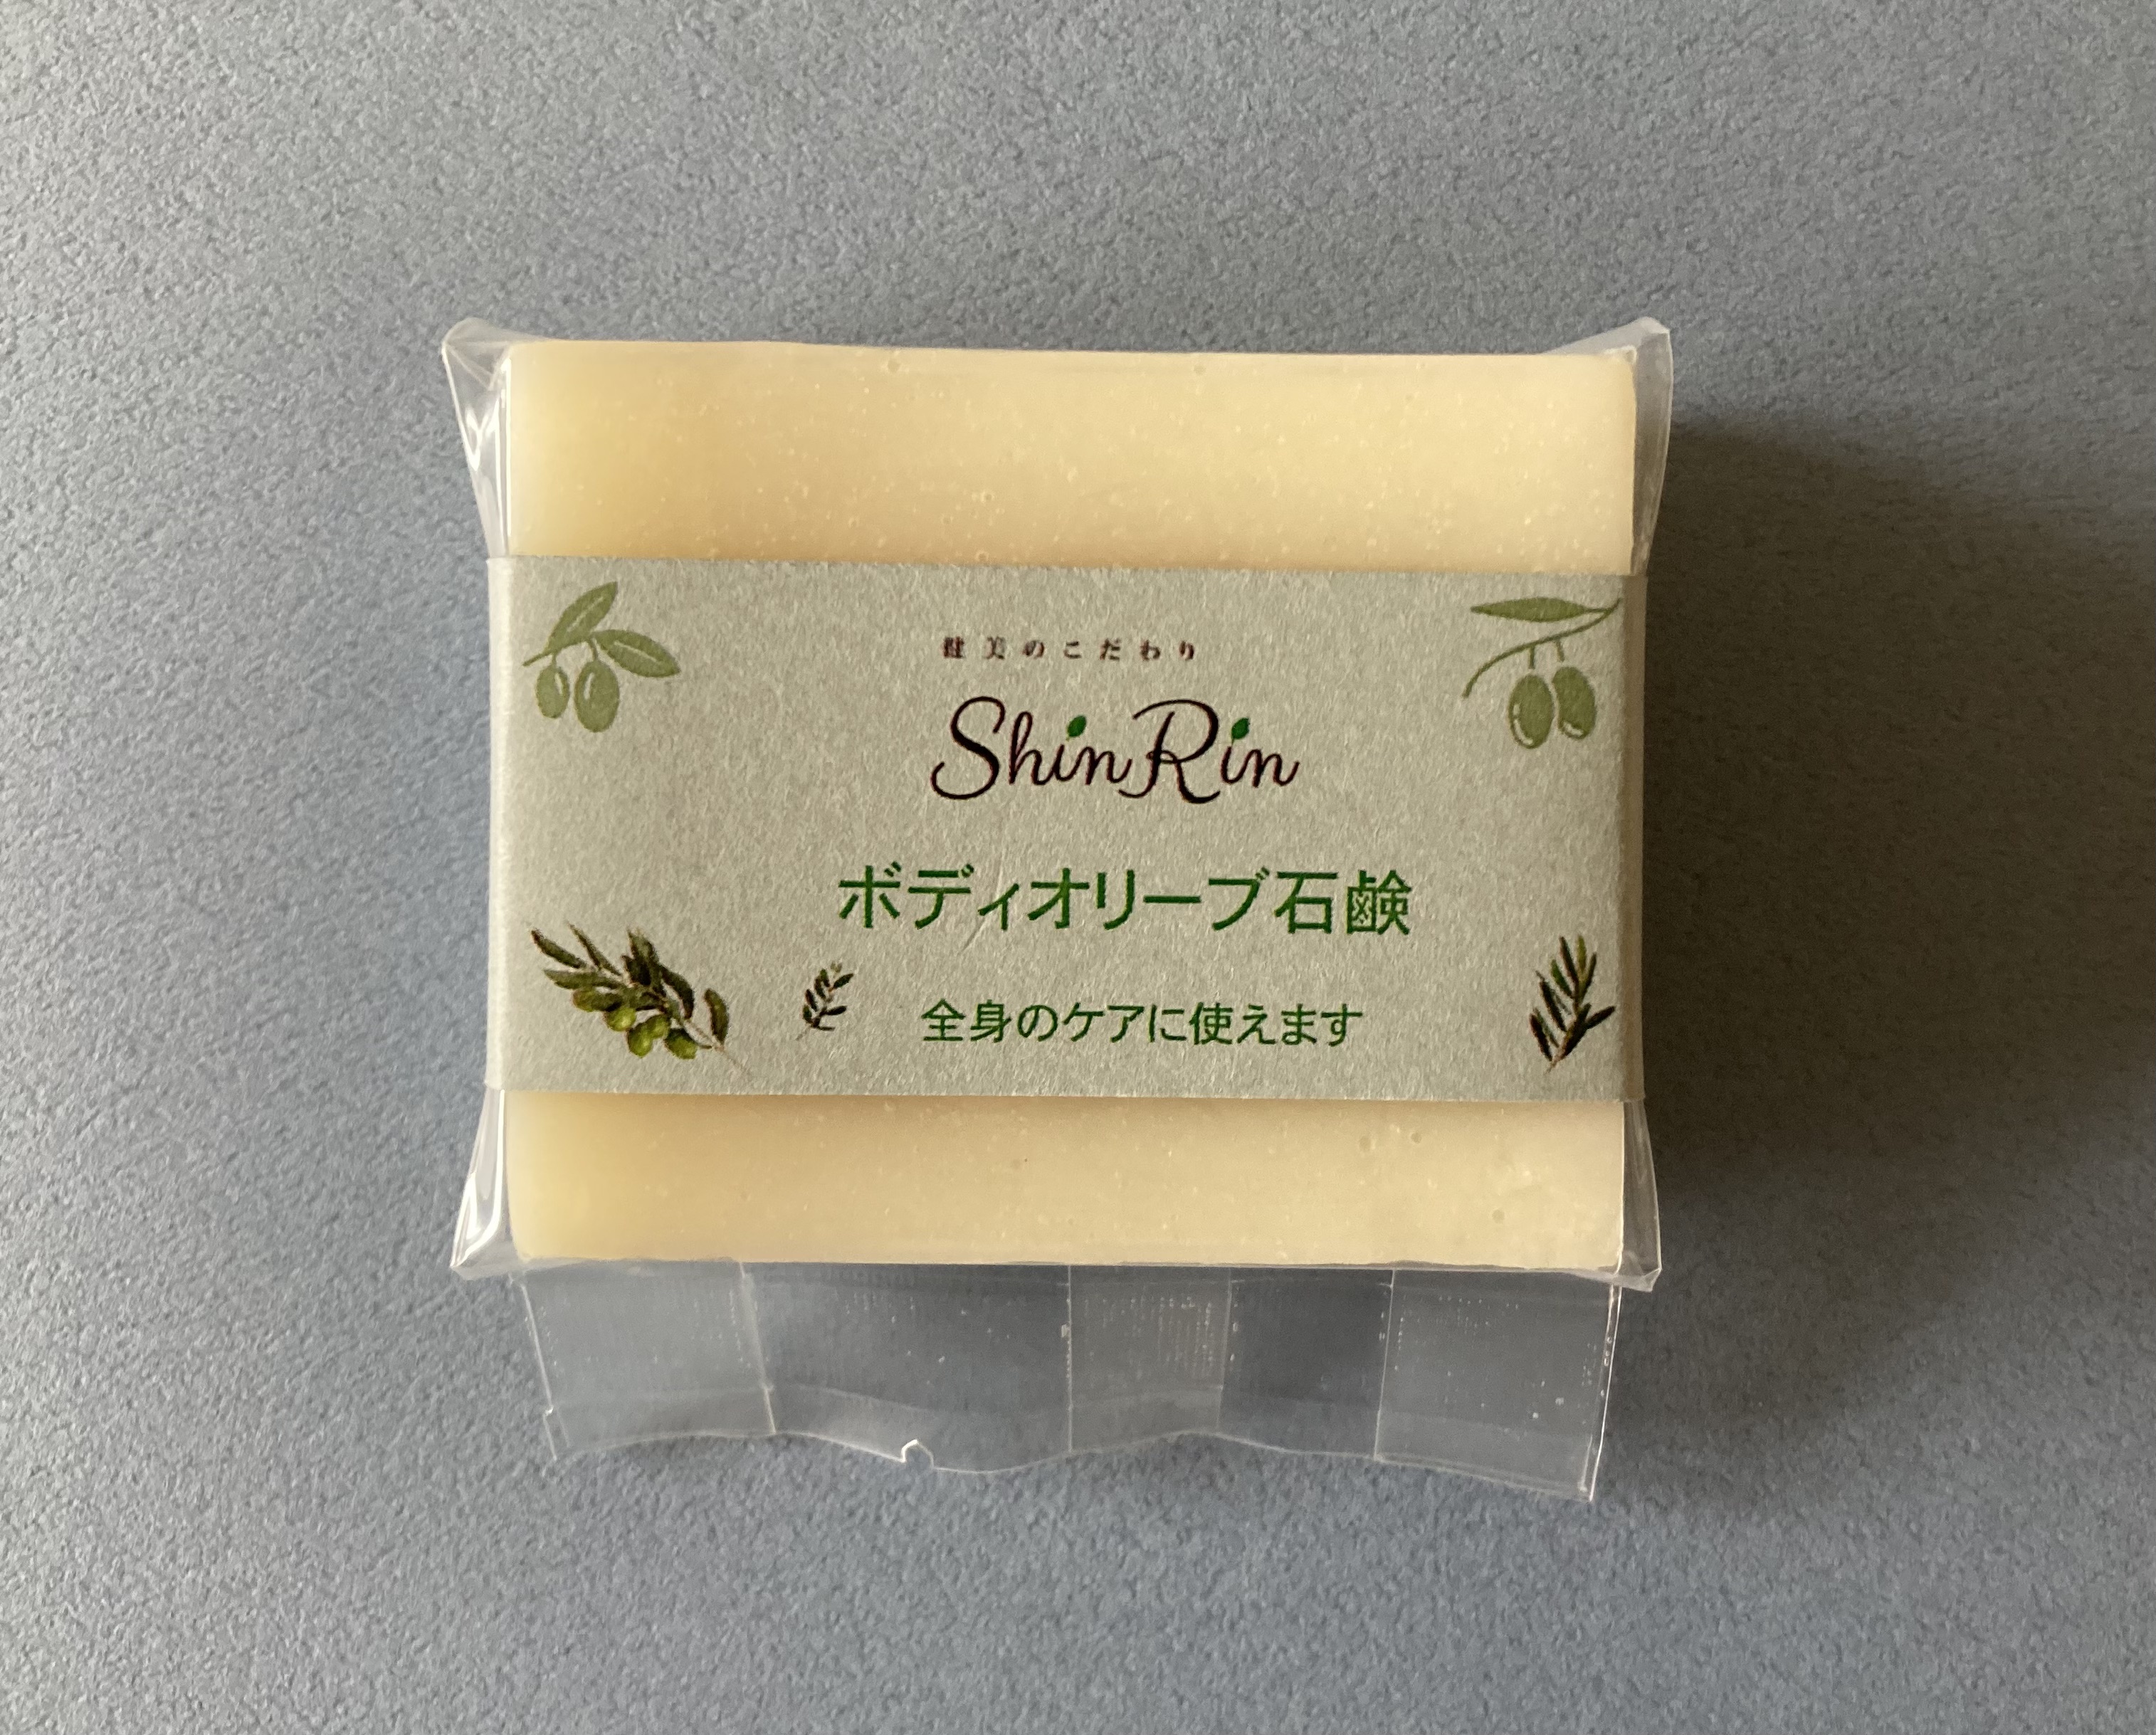 健美のこだわり
ShinRin
ボディオリーブ石鹸
全身のケアに使えます